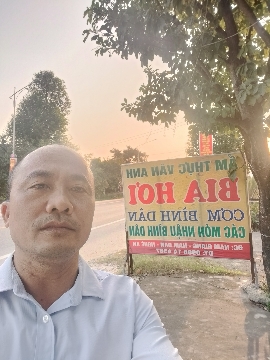 ẨM THỰC VÂN ANH
BIA HƠI
CƠM BÌNH DÂN
CÁC MÓN NHẬU BÌNH DÂN